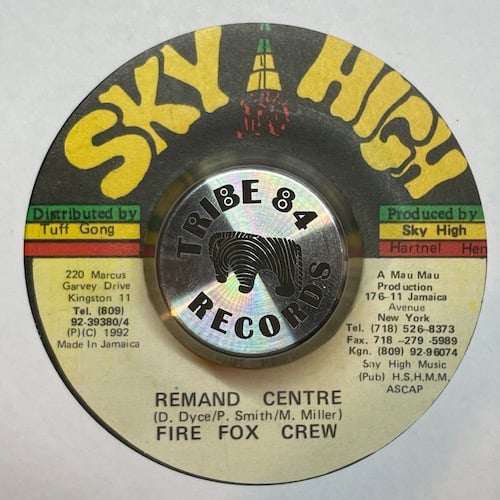 SKY HIGH
TRIBE 84
RECORDS
Distributed by
Tuff Gong
220 Marcus
Garvey Drive
Kingston 11
Tel. (809)
92-39380/4
(P)(C) 1992
Made In Jamaica
Produced by
Sky High
Hartnel Hen
A Mau Mau
Production
176-11 Jamaica
Avenue
New York
Tel. (718) 526-8373
Fax. 718 --279 -5989
Kgn. (809) 92-96074
Sny High Music
(Pub) H,S,H,M,M,
ASCAP
REMAND CENTRE
(D. Dyce/P. Smith/M. Miller)
FIRE FOX CREW